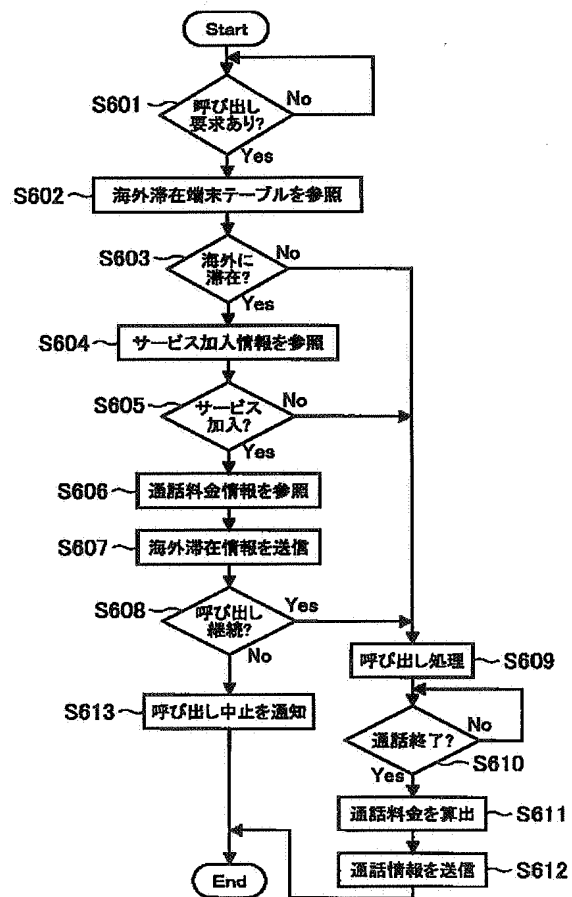 Start
S601
呼び出し
要求あり?
No
Yes
S602
海外滞在端末テーブルを参照
S603
海外に
滞在?
No
Yes
S604
サービス加入情報を参照
S605
サービス
加入?
No
Yes
S606
通話料金情報を参照
S607
海外滞在情報を送信
S608
呼び出し
継続?
Yes
No
呼び出し処理
S609
S613
呼び出し中止を通知
通話終了?
No
S610
Yes
通話料金を算出
S611
通話情報を送信
S612
End